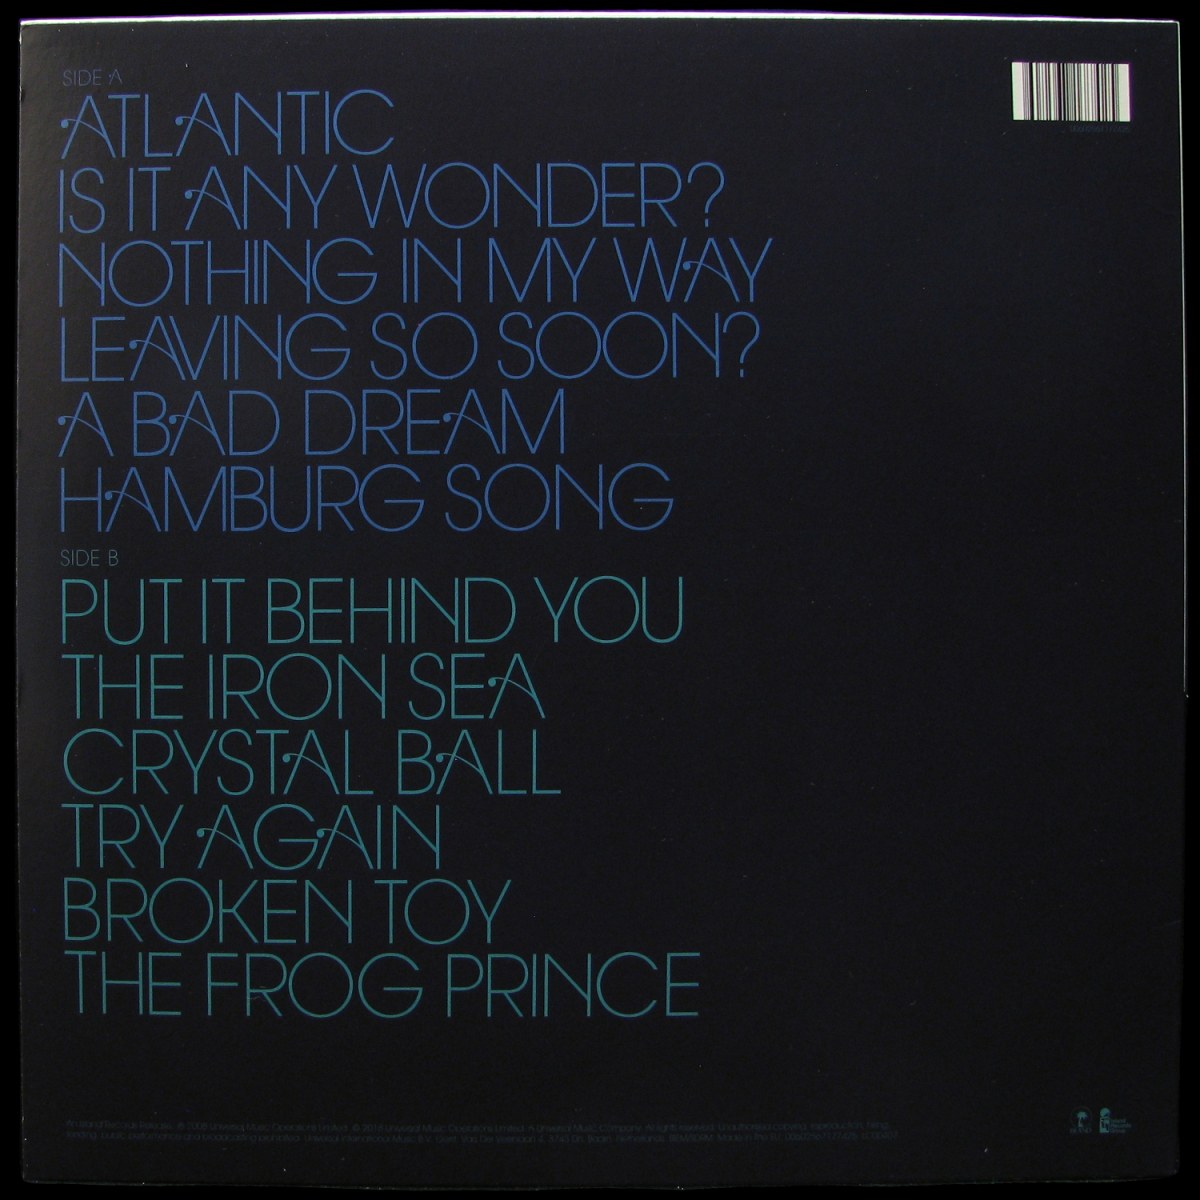 SIDE A
ATLANTIC
IS IT ANY WONDER?
NOTHING IN MY WAY
LEAVING SO SOON?
A BAD DREAM
HAMBURG SONG
SIDE B
PUT IT BEHIND YOU
THE IRON SEA
CRYSTAL BALL
TRY AGAIN
BROKEN TOY
THE FROG PRINCE